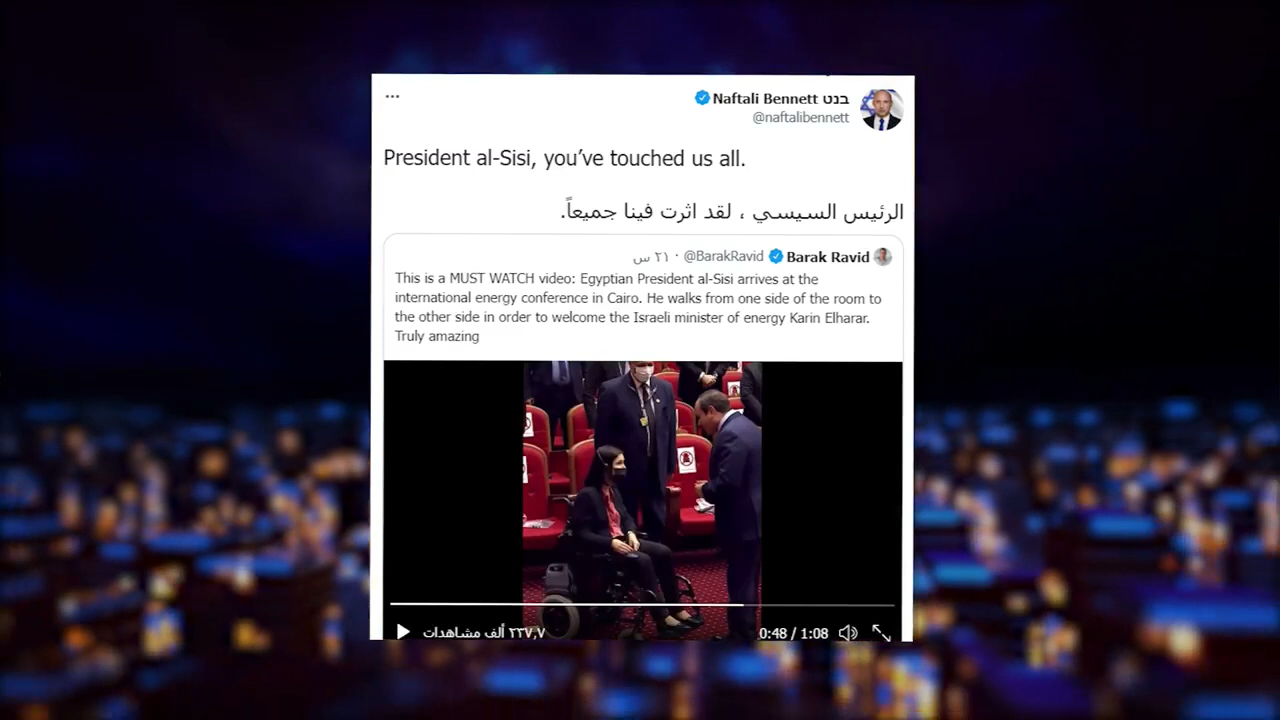 Naftali Bennett בנט
@naftalibennett
President al-Sisi, you've touched us all.
الرئيس السيسي ، لقد اثرت فينا جميعاً.
Barak Ravid @BarakRavid · ٢١ س
This is a MUST WATCH video: Egyptian President al-Sisi arrives at the
international energy conference in Cairo. He walks from one side of the room to
the other side in order to welcome the Israeli minister of energy Karin Elharar.
Truly amazing
٢٣٧,٧ ألف مشاهدات
0:48 / 1:08